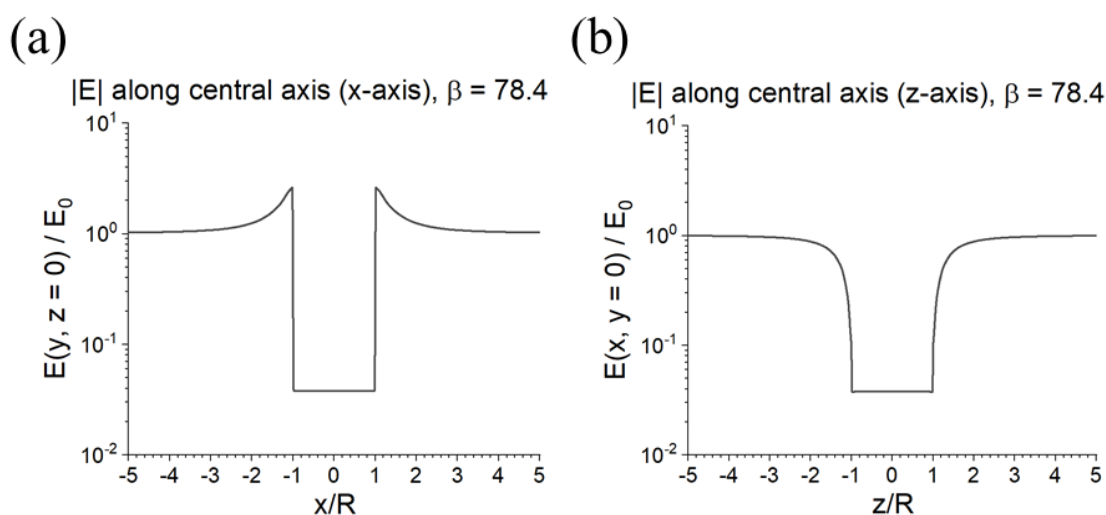 (a)
|E| along central axis (x-axis), β = 78.4
E(y, z = 0) / E₀
10¹
10⁰
10⁻¹
10⁻²
-5 -4 -3 -2 -1 0 1 2 3 4 5
x/R
(b)
|E| along central axis (z-axis), β = 78.4
E(x, y = 0) / E₀
10¹
10⁰
10⁻¹
10⁻²
-5 -4 -3 -2 -1 0 1 2 3 4 5
z/R